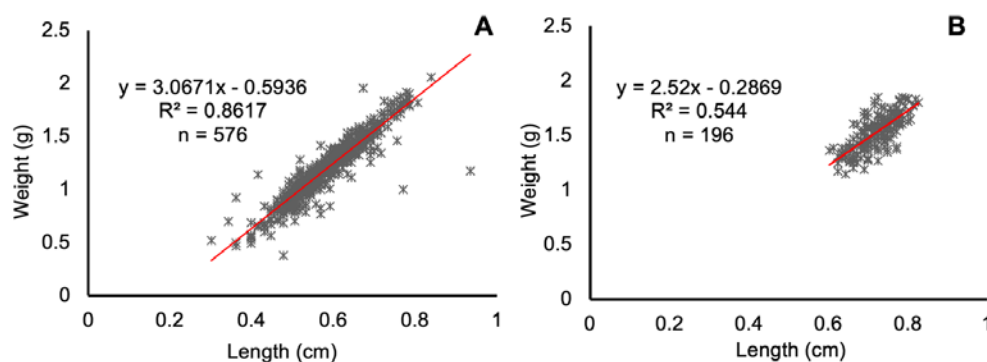 A
y = 3.0671x - 0.5936
R² = 0.8617
n = 576
Weight (g)
2.5
2
1.5
1
0.5
0
0 0.2 0.4 0.6 0.8 1
Length (cm)
B
y = 2.52x - 0.2869
R² = 0.544
n = 196
Weight (g)
2.5
2
1.5
1
0.5
0
0 0.2 0.4 0.6 0.8 1
Length (cm)